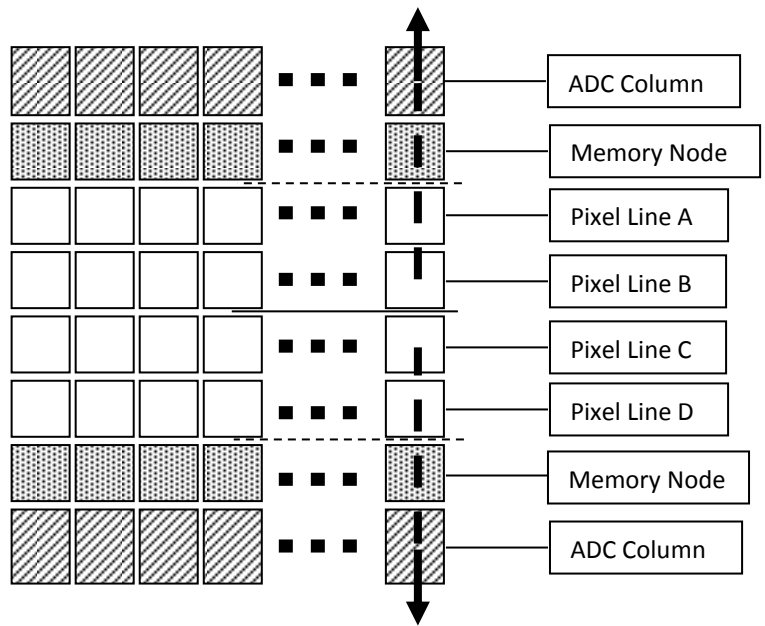 ADC Column
Memory Node
Pixel Line A
Pixel Line B
Pixel Line C
Pixel Line D
Memory Node
ADC Column